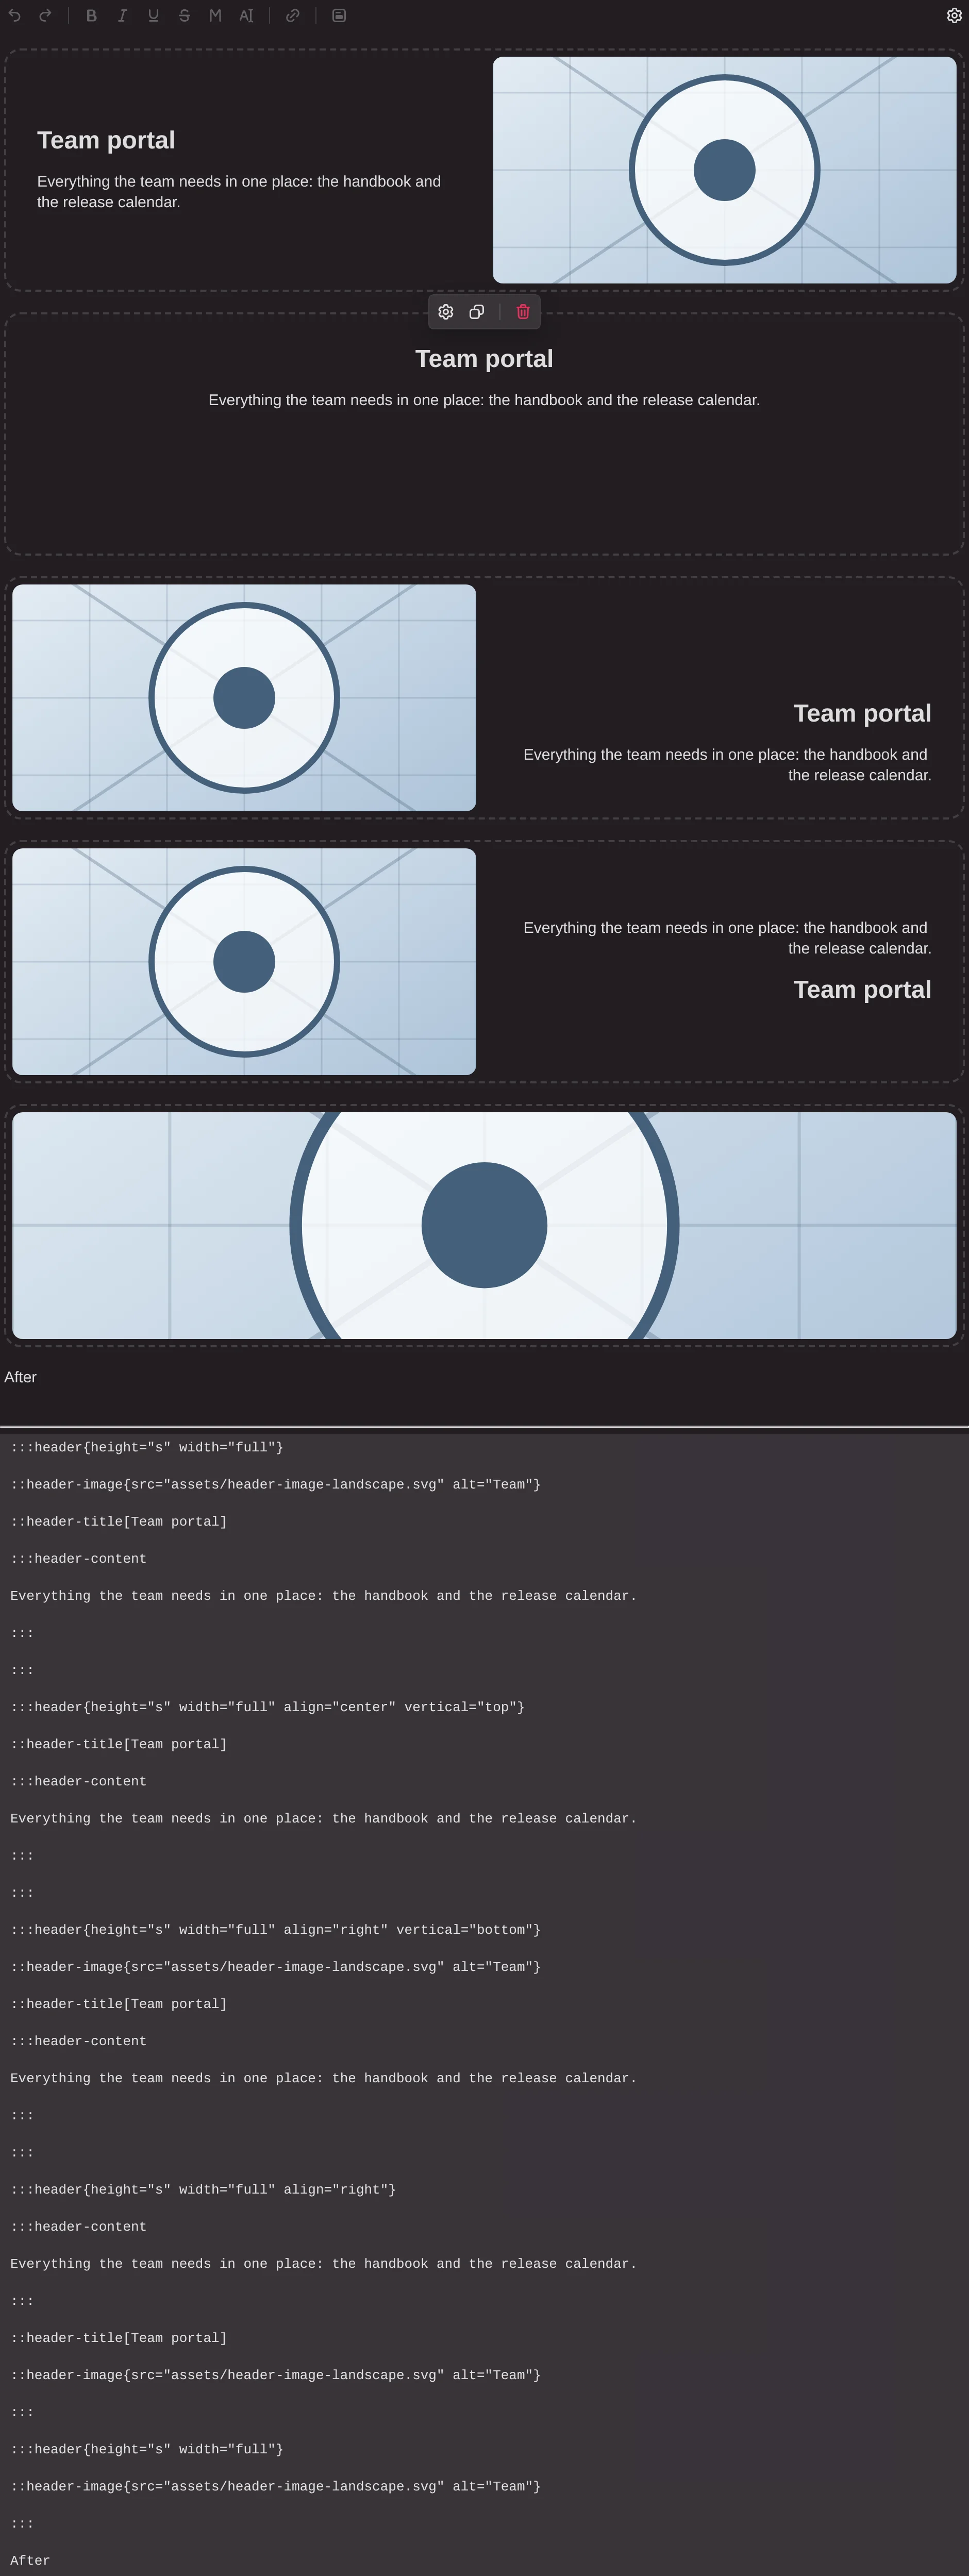 Team portal
Everything the team needs in one place: the handbook and
the release calendar.
Team portal
Everything the team needs in one place: the handbook and the release calendar.
Team portal
Everything the team needs in one place: the handbook and
the release calendar.
Everything the team needs in one place: the handbook and
the release calendar.
Team portal
After
:::header{height="s" width="full"}
::header-image{src="assets/header-image-landscape.svg" alt="Team"}
::header-title[Team portal]
:::header-content
Everything the team needs in one place: the handbook and the release calendar.
:::
:::
:::header{height="s" width="full" align="center" vertical="top"}
::header-title[Team portal]
:::header-content
Everything the team needs in one place: the handbook and the release calendar.
:::
:::
:::header{height="s" width="full" align="right" vertical="bottom"}
::header-image{src="assets/header-image-landscape.svg" alt="Team"}
::header-title[Team portal]
:::header-content
Everything the team needs in one place: the handbook and the release calendar.
:::
:::
:::header{height="s" width="full" align="right"}
:::header-content
Everything the team needs in one place: the handbook and the release calendar.
:::
::header-title[Team portal]
::header-image{src="assets/header-image-landscape.svg" alt="Team"}
:::
:::header{height="s" width="full"}
::header-image{src="assets/header-image-landscape.svg" alt="Team"}
:::
After